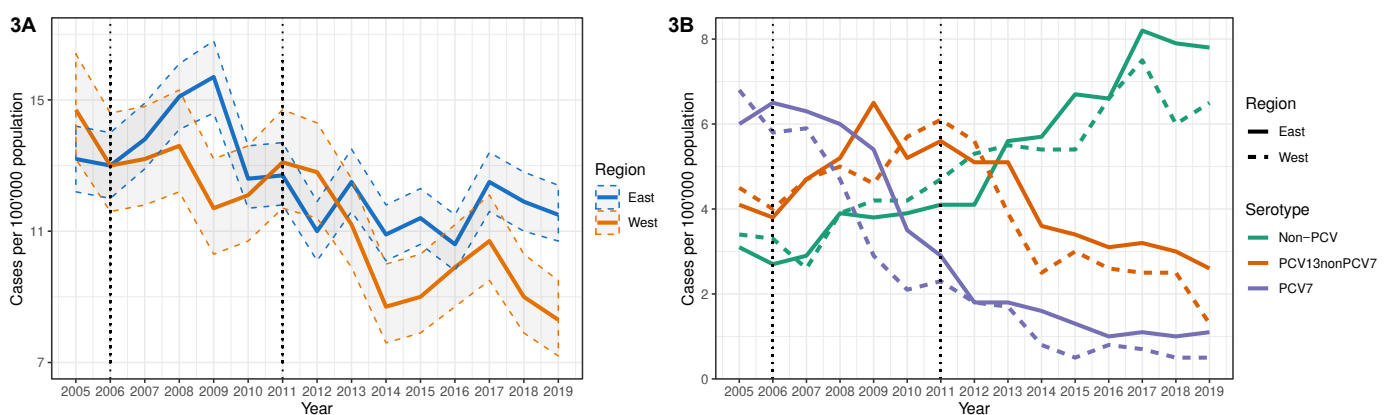 3A
Cases per 100'000 population
15
11
7
2005 2006 2007 2008 2009 2010 2011 2012 2013 2014 2015 2016 2017 2018 2019
Year
Region
East
West
3B
Cases per 100'000 population
8
6
4
2
0
2005 2006 2007 2008 2009 2010 2011 2012 2013 2014 2015 2016 2017 2018 2019
Year
Region
East
West
Serotype
Non−PCV
PCV13nonPCV7
PCV7